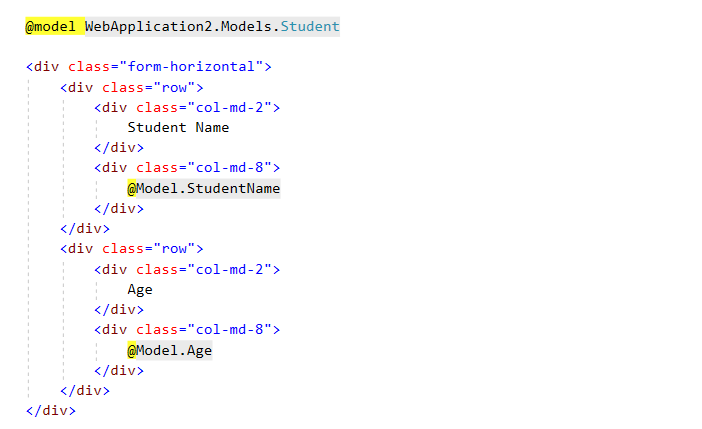 @model WebApplication2.Models.Student
<div class="form-horizontal">
<div class="row">
<div class="col-md-2">
Student Name
</div>
<div class="col-md-8">
@Model.StudentName
</div>
</div>
<div class="row">
<div class="col-md-2">
Age
</div>
<div class="col-md-8">
@Model.Age
</div>
</div>
</div>